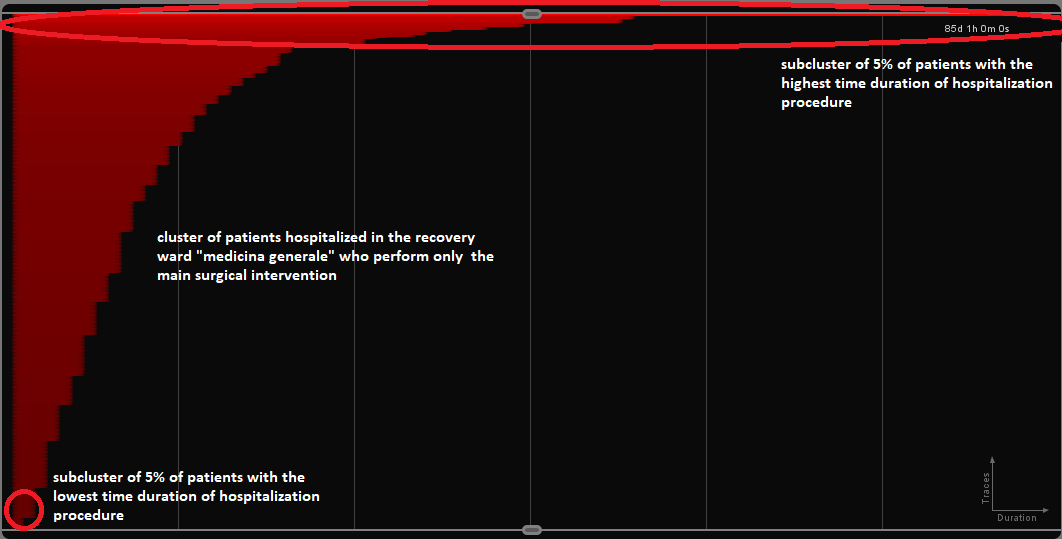 85d 1h 0m 0s
subcluster of 5% of patients with the
highest time duration of hospitalization
procedure
cluster of patients hospitalized in the recovery
ward "medicina generale" who perform only the
main surgical intervention
subcluster of 5% of patients with the
lowest time duration of hospitalization
procedure
Traces
Duration